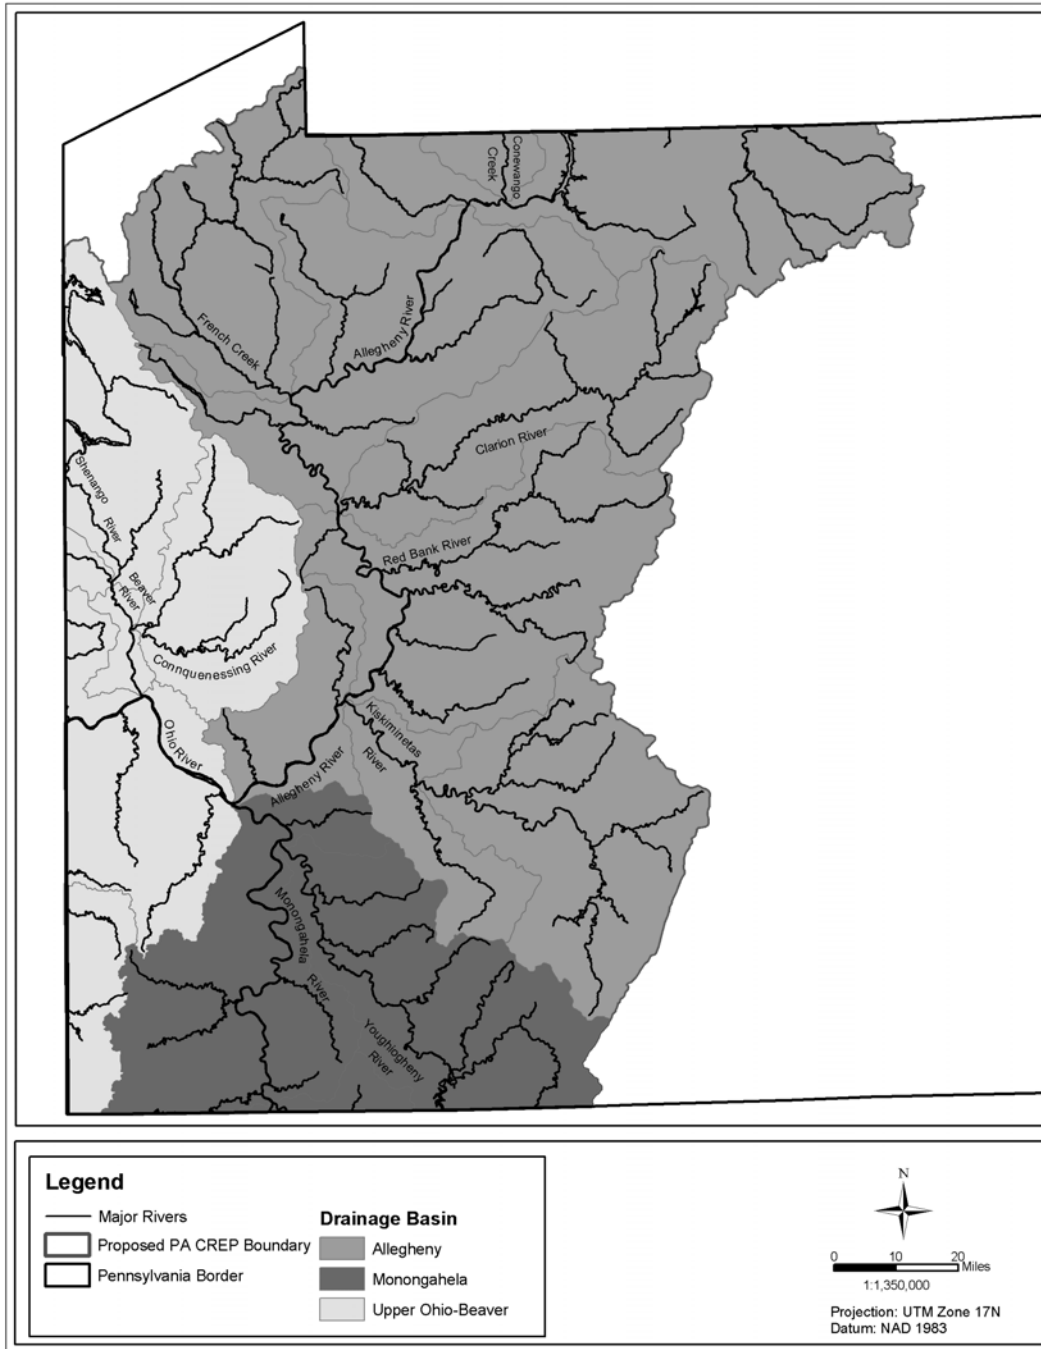 Conewango
Creek
French Creek
Allegheny River
Clarion River
Shenango
River
Red Bank River
Beaver
River
Connquenessing River
Kiskiminetas
River
Ohio River
Allegheny River
Monongahela
River
Youghiogheny
River
Legend
Major Rivers
Proposed PA CREP Boundary
Pennsylvania Border
Drainage Basin
Allegheny
Monongahela
Upper Ohio-Beaver
N
0 10 20
Miles
1:1,350,000
Projection: UTM Zone 17N
Datum: NAD 1983